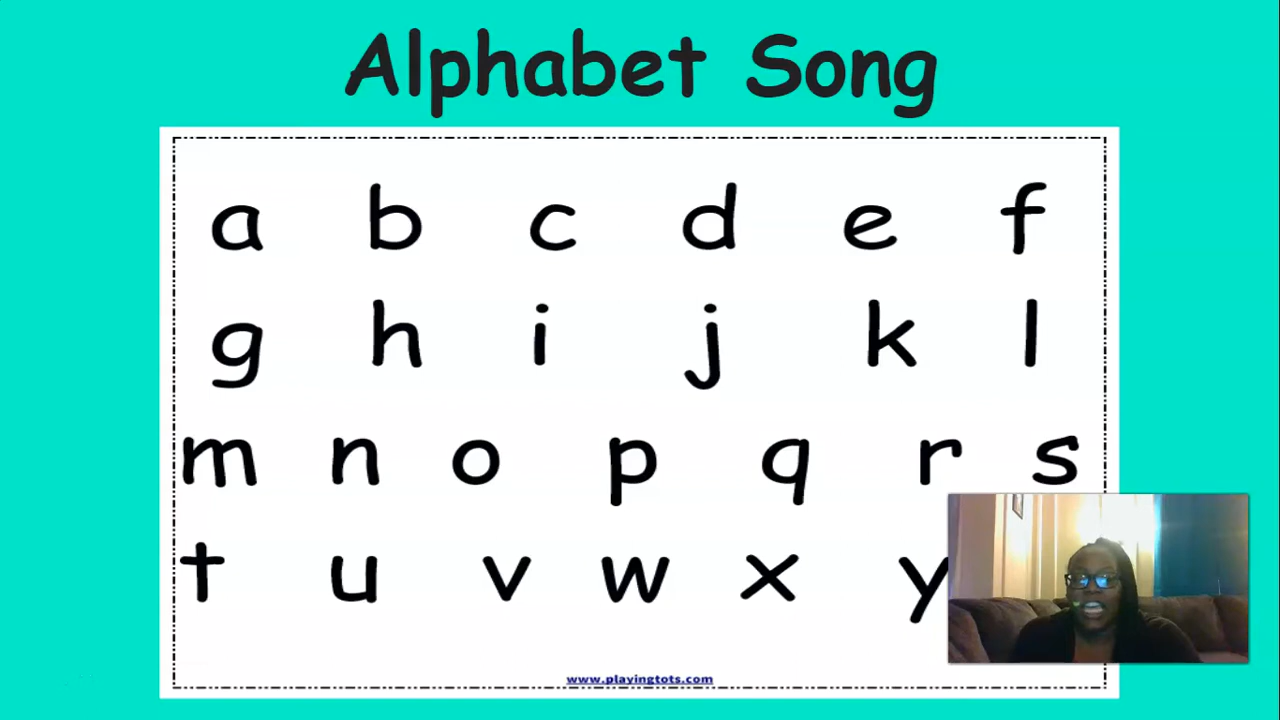 Alphabet Song
a b c d e f
g h i j k l
m n o p q r s
t u v w x y
www.playingtots.com